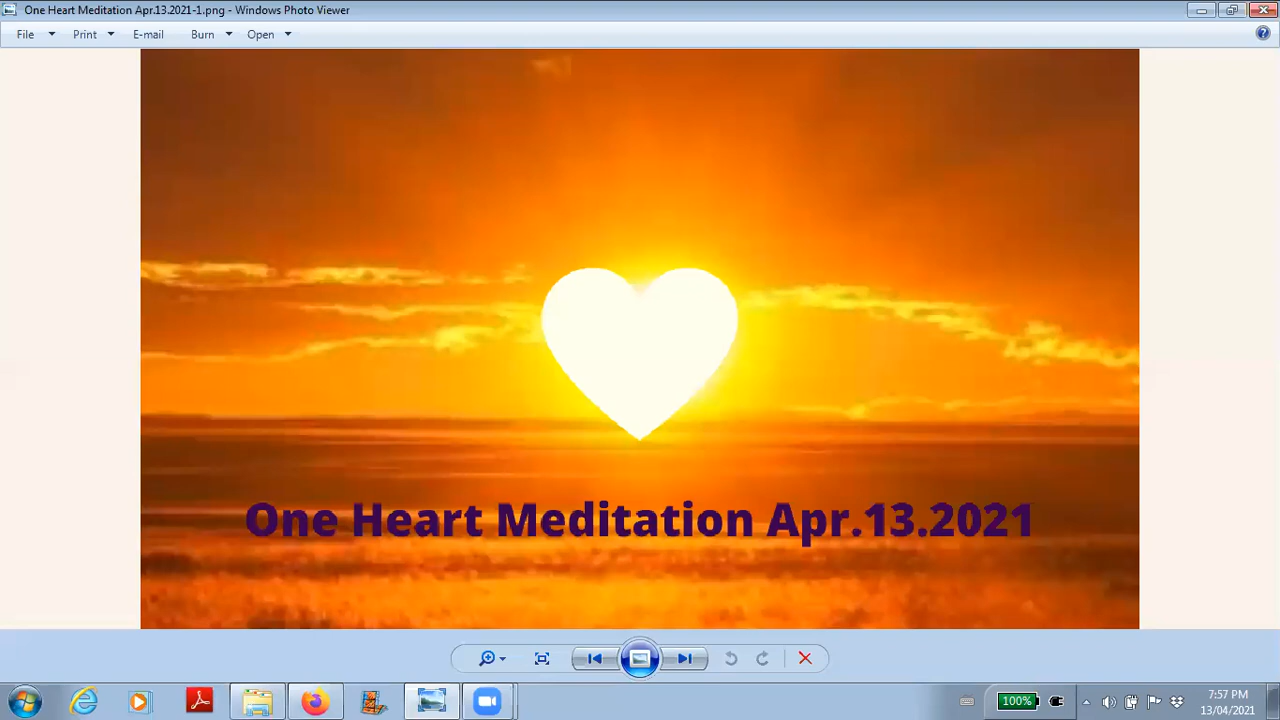 One Heart Meditation Apr.13.2021-1.png - Windows Photo Viewer
File Print E-mail Burn Open
One Heart Meditation Apr.13.2021
100%
7:57 PM
13/04/2021